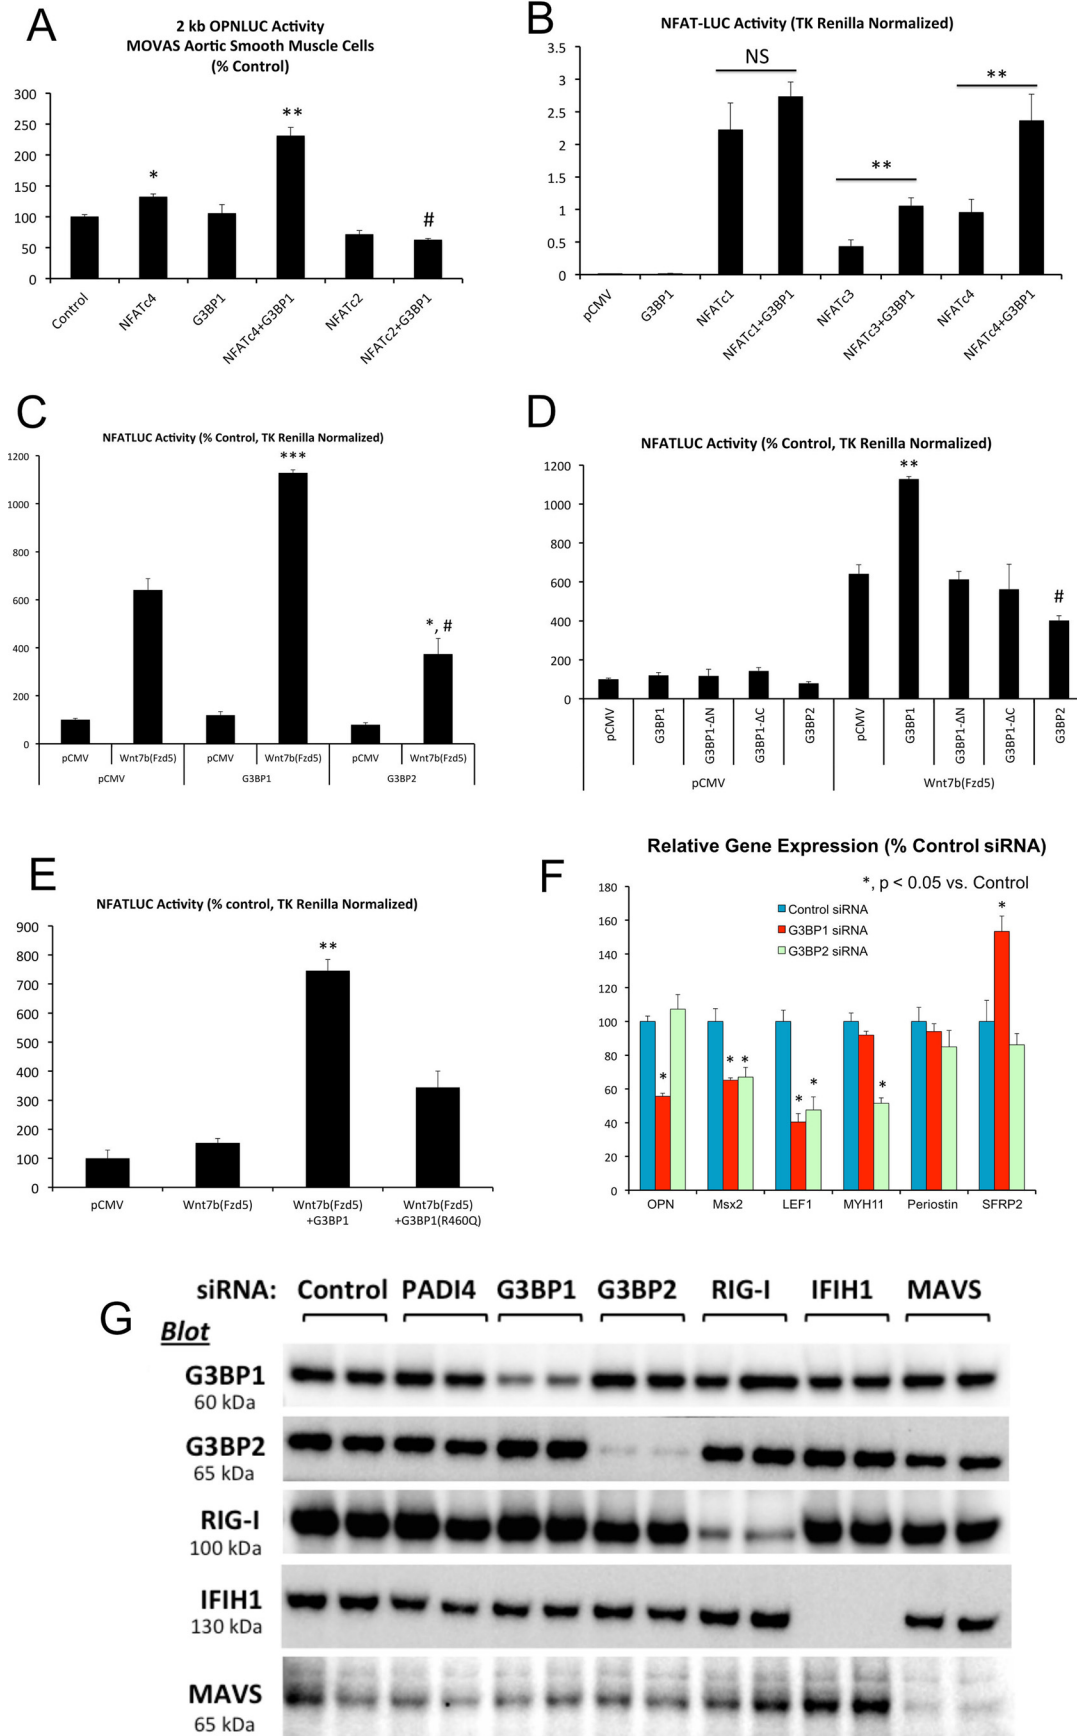 A
2 kb OPNLUC Activity
MOVAS Aortic Smooth Muscle Cells
(% Control)
300
250
200
150
100
50
0
*
**
#
Control
NFATc4
G3BP1
NFATc4+G3BP1
NFATc2
NFATc2+G3BP1
B
NFAT-LUC Activity (TK Renilla Normalized)
3.5
3
2.5
2
1.5
1
0.5
0
NS
**
**
pCMV
G3BP1
NFATc1
NFATc1+G3BP1
NFATc3
NFATc3+G3BP1
NFATc4
NFATc4+G3BP1
C
NFATLUC Activity (% Control, TK Renilla Normalized)
1200
1000
800
600
400
200
0
***
*, #
pCMV Wnt7b(Fzd5) pCMV Wnt7b(Fzd5) pCMV Wnt7b(Fzd5)
pCMV G3BP1 G3BP2
D
NFATLUC Activity (% Control, TK Renilla Normalized)
1200
1000
800
600
400
200
0
**
#
pCMV
G3BP1
G3BP1-ΔN
G3BP1-ΔC
G3BP2
pCMV
G3BP1
G3BP1-ΔN
G3BP1-ΔC
G3BP2
pCMV Wnt7b(Fzd5)
E
NFATLUC Activity (% control, TK Renilla Normalized)
900
800
700
600
500
400
300
200
100
0
**
pCMV Wnt7b(Fzd5) Wnt7b(Fzd5) Wnt7b(Fzd5)
+G3BP1 +G3BP1(R460Q)
F
Relative Gene Expression (% Control siRNA)
*, p < 0.05 vs. Control
Control siRNA
G3BP1 siRNA
G3BP2 siRNA
180
160
140
120
100
80
60
40
20
0
*
* *
* *
*
*
OPN Msx2 LEF1 MYH11 Periostin SFRP2
G
siRNA: Control PADI4 G3BP1 G3BP2 RIG-I IFIH1 MAVS
Blot
G3BP1
60 kDa
G3BP2
65 kDa
RIG-I
100 kDa
IFIH1
130 kDa
MAVS
65 kDa